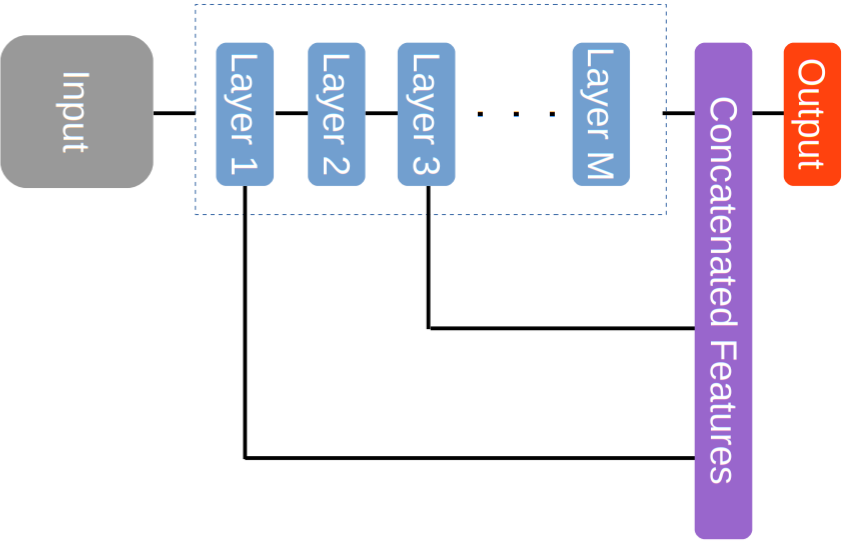 Input
Layer 1
Layer 2
Layer 3
. . .
Layer M
Concatenated Features
Output